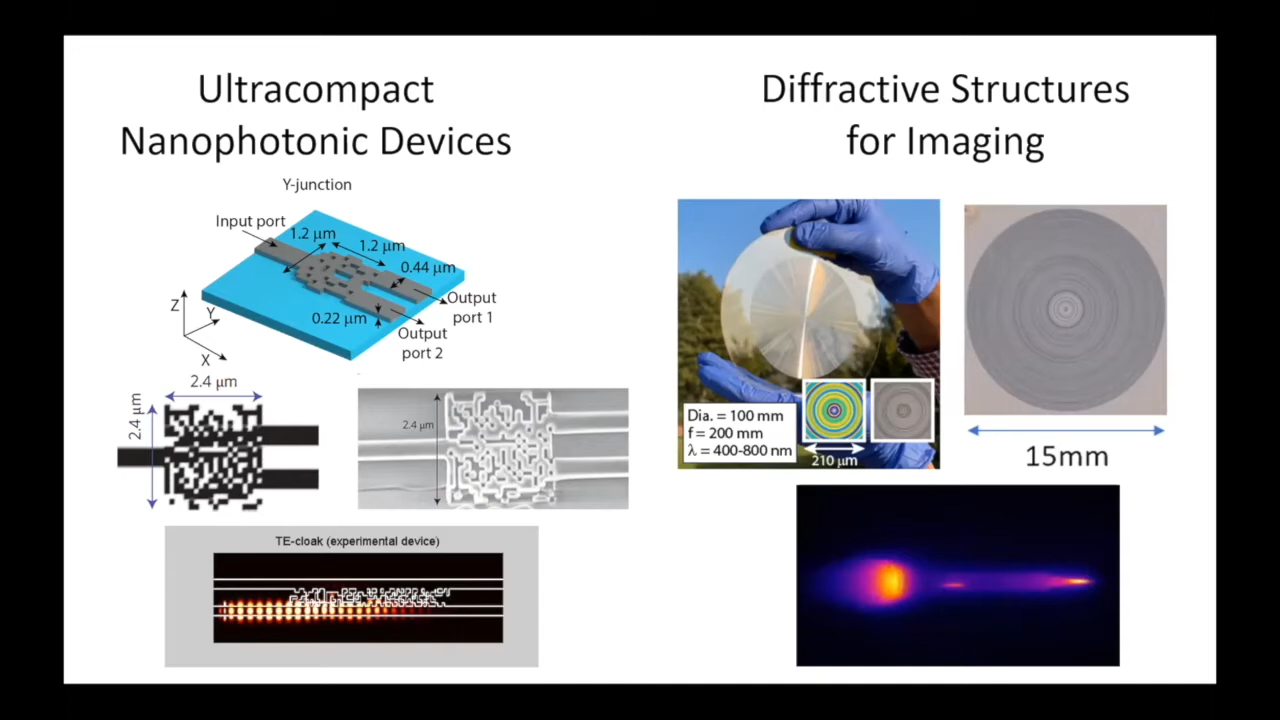 Ultracompact
Nanophotonic Devices
Y-junction
Input port
1.2 μm
1.2 μm
0.44 μm
Output
port 1
0.22 μm
Output
port 2
Z
Y
X
2.4 μm
2.4 μm
2.4 μm
TE-cloak (experimental device)
Diffractive Structures
for Imaging
Dia. = 100 mm
f = 200 mm
λ = 400-800 nm
210 μm
15mm